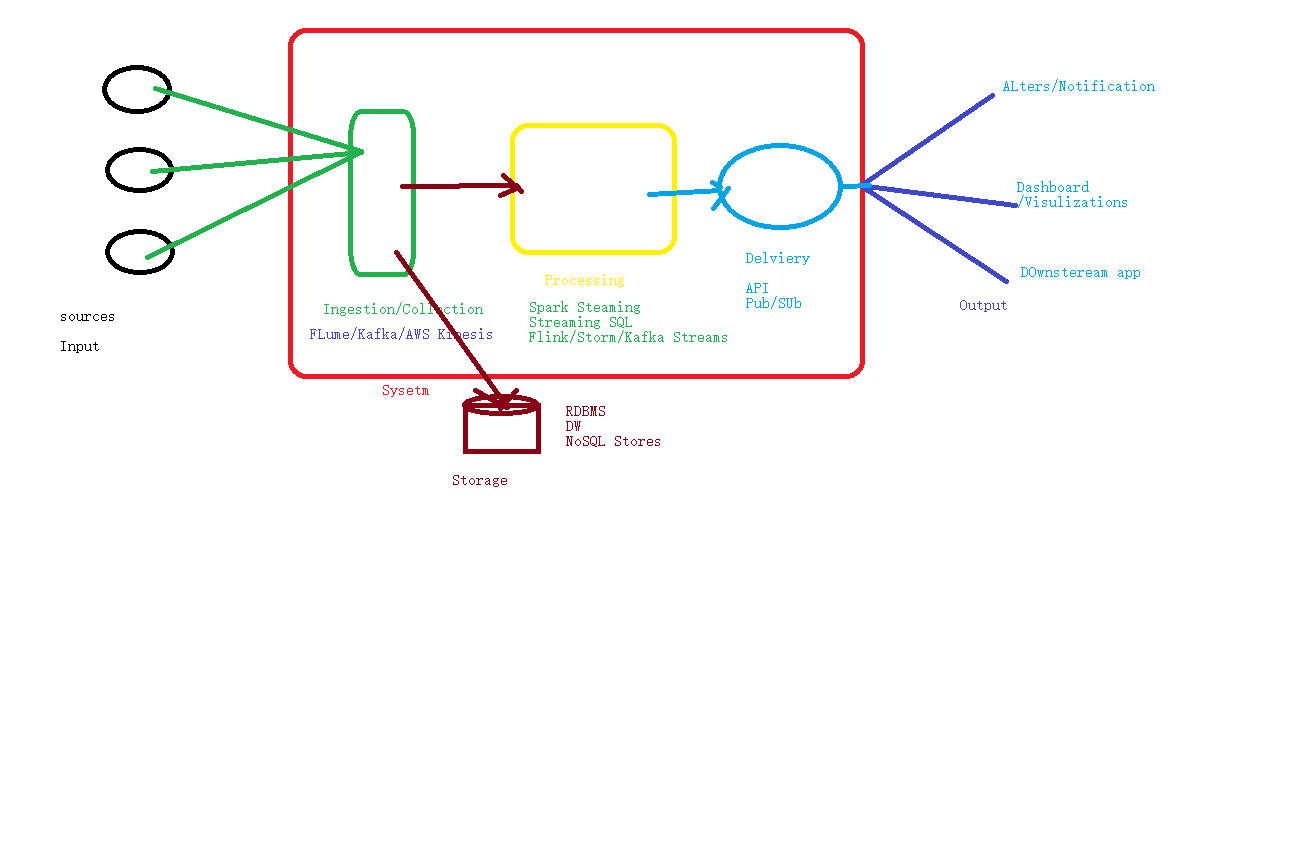 ALters/Notification
Dashboard
/Visulizations
Delviery
DOwnsteream app
Processing
API
Pub/SUb
Output
Ingestion/Collection
Spark Steaming
sources
Streaming SQL
FLume/Kafka/AWS Kinesis
Flink/Storm/Kafka Streams
Input
Sysetm
RDBMS
DW
NoSQL Stores
Storage